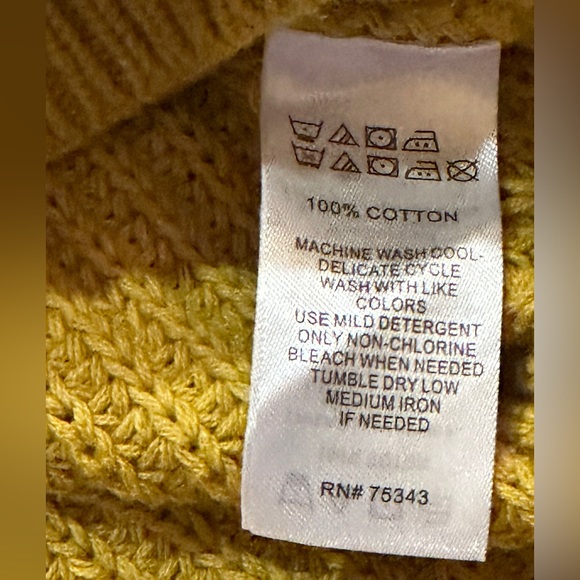 100% COTTON
MACHINE WASH COOL-
DELICATE CYCLE
WASH WITH LIKE
COLORS
USE MILD DETERGENT
ONLY NON-CHLORINE
BLEACH WHEN NEEDED
TUMBLE DRY LOW
MEDIUM IRON
IF NEEDED
RN# 75343